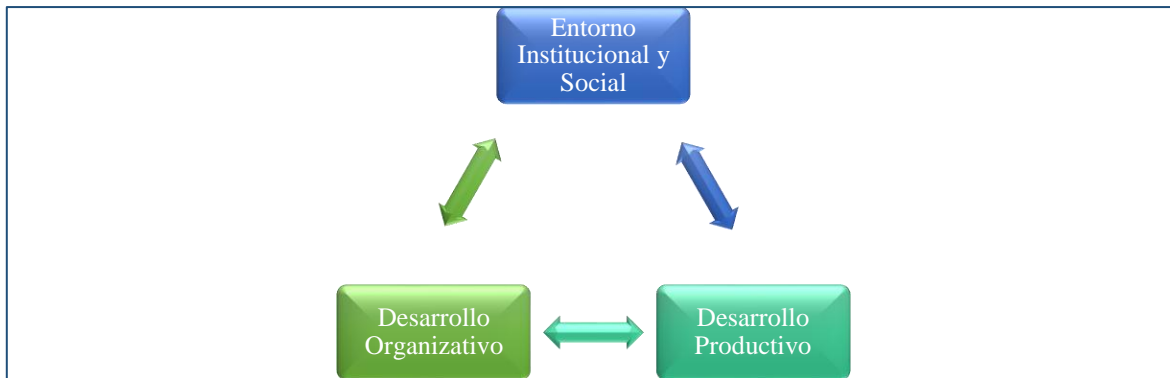 Entorno
Institucional y
Social
Desarrollo
Organizativo
Desarrollo
Productivo